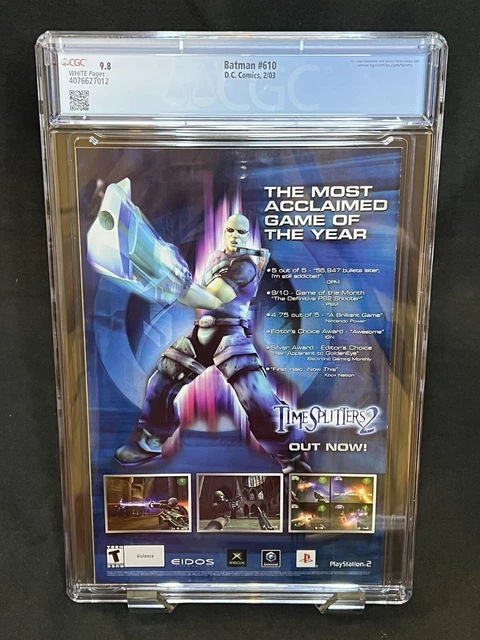 CGC
9.8
WHITE Pages
4076627012
Batman #610
D.C. Comics, 2/03
CGC
THE MOST
ACCLAIMED
GAME OF
THE YEAR
5 out of 5 - "55,947 bullets later,
I'm still addicted"
OPM
9/10 - Game of the Month
"The Definitive PS2 Shooter"
PSM
4.75 out of 5 - "A Brilliant Game"
Nintendo Power
Editor's Choice Award - "Awesome"
IGN
Silver Award - Editor's Choice
"Heir Apparent to GoldenEye"
Electronic Gaming Monthly
"First Halo, Now This"
Xbox Nation
TIMESPLITTERS 2
OUT NOW!
TEEN
T
Violence
EIDOS
XBOX
PlayStation 2